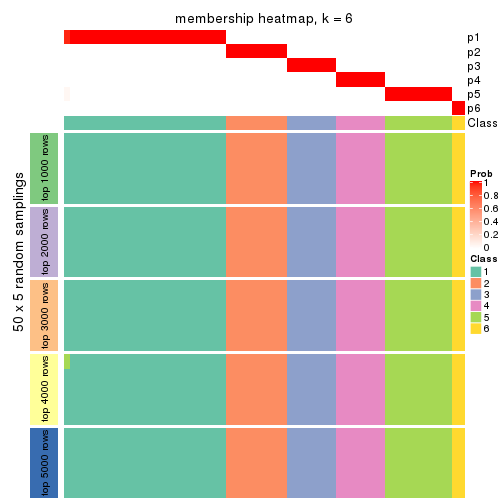 membership heatmap, k = 6
p1
p2
p3
p4
p5
p6
Class
50 x 5 random samplings
top 1000 rows
top 2000 rows
top 3000 rows
top 4000 rows
top 5000 rows
Prob
1
0.8
0.6
0.4
0.2
0
Class
1
2
3
4
5
6